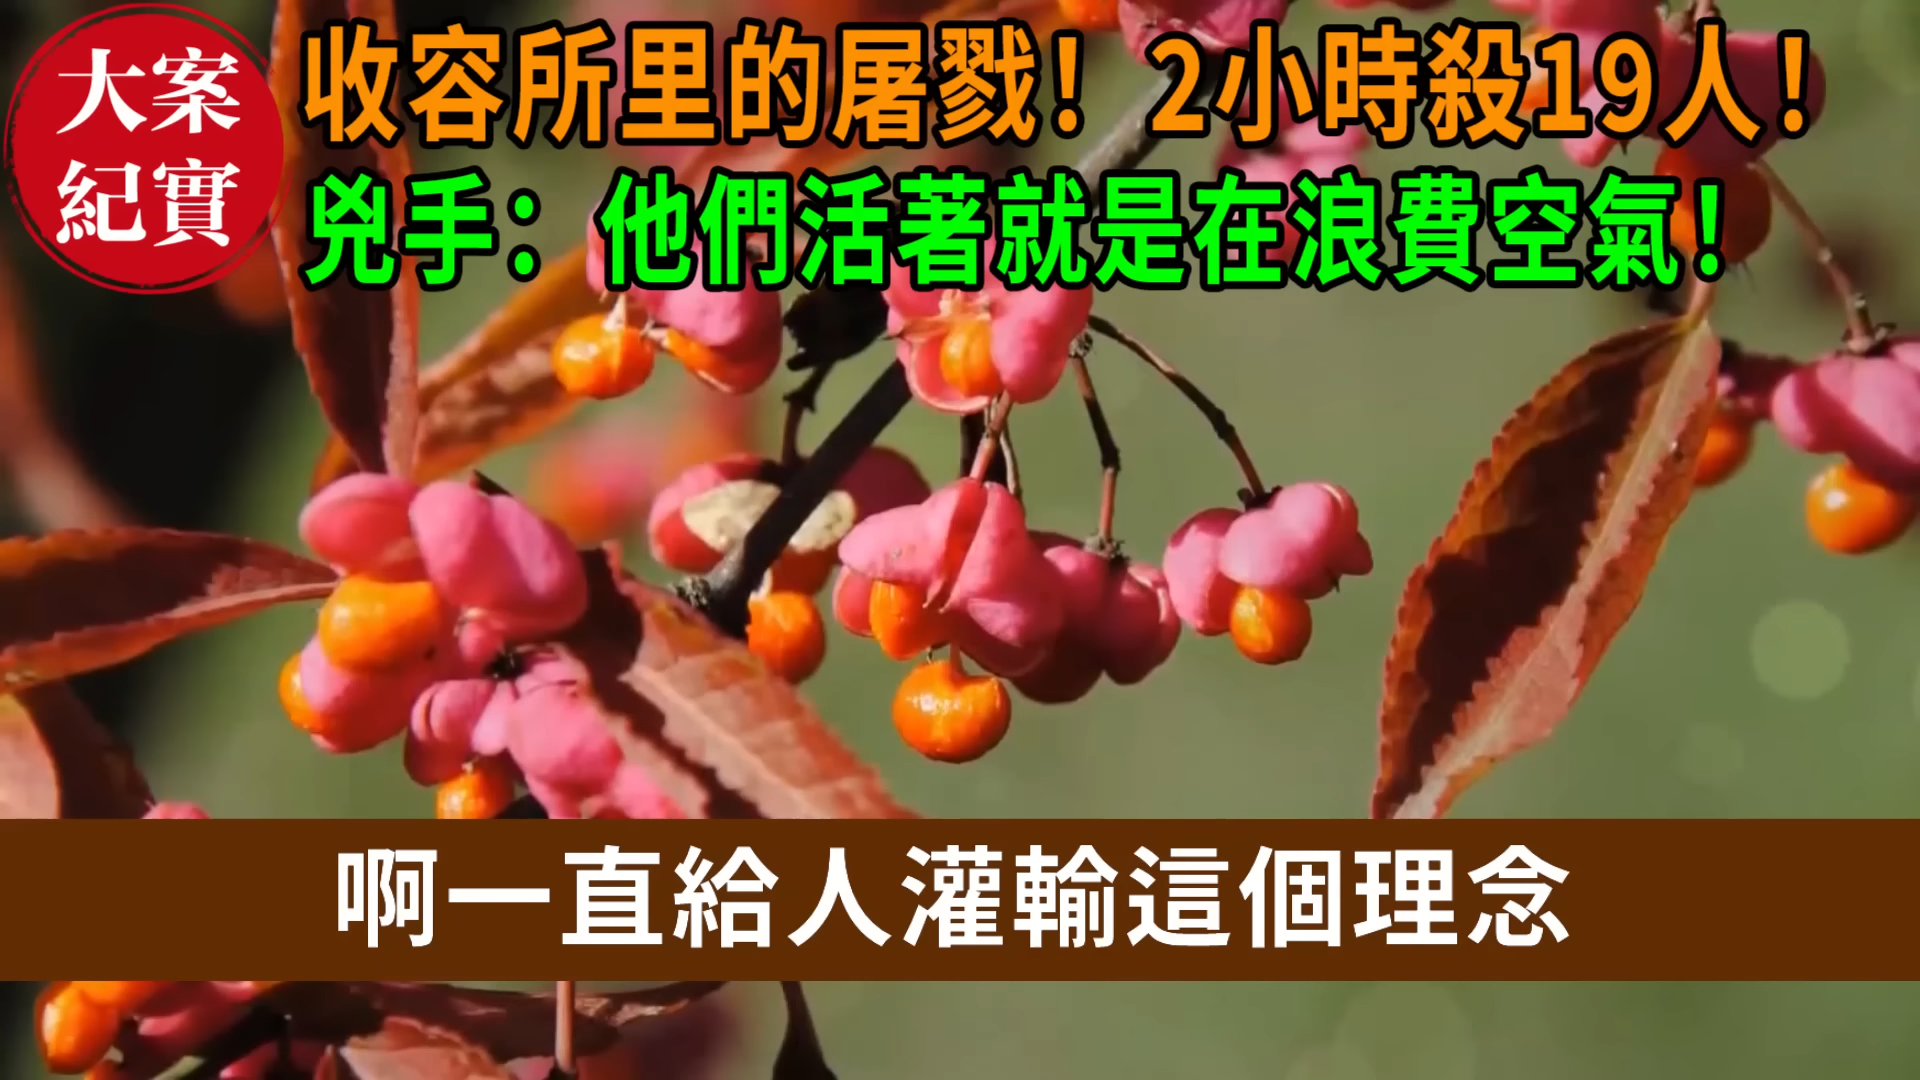 大案
紀實
收容所里的屠戮！2小時殺19人！
兇手：他們活著就是在浪費空氣！
啊一直給人灌輸這個理念